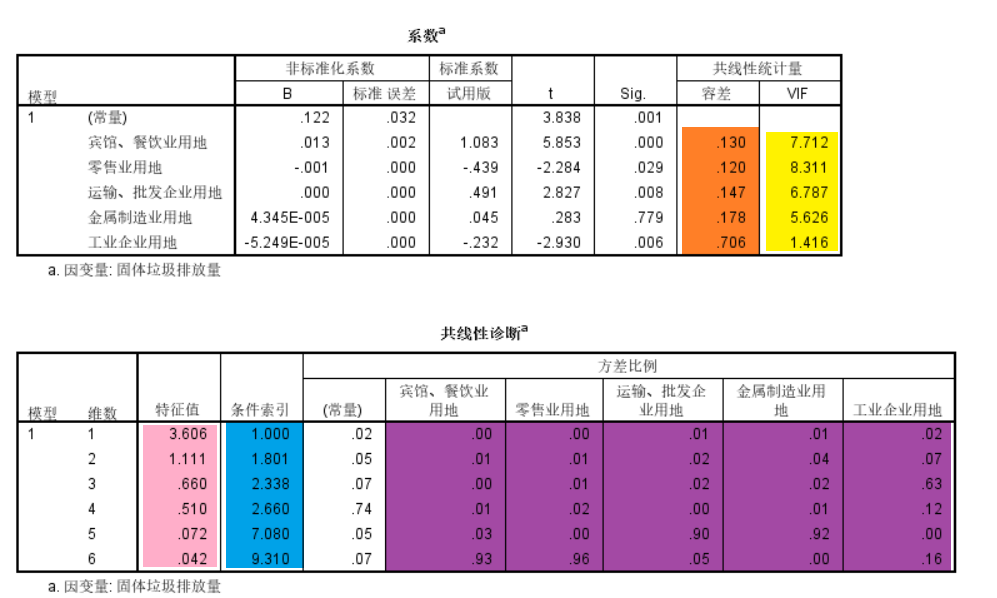 系数a
模型 非标准化系数 标准系数 t Sig. 共线性统计量
B 标准 误差 试用版 容差 VIF
1 (常量) .122 .032 3.838 .001
宾馆、餐饮业用地 .013 .002 1.083 5.853 .000 .130 7.712
零售业用地 -.001 .000 -.439 -2.284 .029 .120 8.311
运输、批发企业用地 .000 .000 .491 2.827 .008 .147 6.787
金属制造业用地 4.345E-005 .000 .045 .283 .779 .178 5.626
工业企业用地 -5.249E-005 .000 -.232 -2.930 .006 .706 1.416
a. 因变量: 固体垃圾排放量
共线性诊断a
模型 维数 特征值 条件索引 方差比例
(常量) 宾馆、餐饮业用地 零售业用地 运输、批发企业用地 金属制造业用地 工业企业用地
1 1 3.606 1.000 .02 .00 .00 .01 .01 .02
2 1.111 1.801 .05 .01 .01 .02 .04 .07
3 .660 2.338 .07 .00 .01 .02 .02 .63
4 .510 2.660 .74 .01 .02 .00 .01 .12
5 .072 7.080 .05 .03 .00 .90 .92 .00
6 .042 9.310 .07 .93 .96 .05 .00 .16
a. 因变量: 固体垃圾排放量